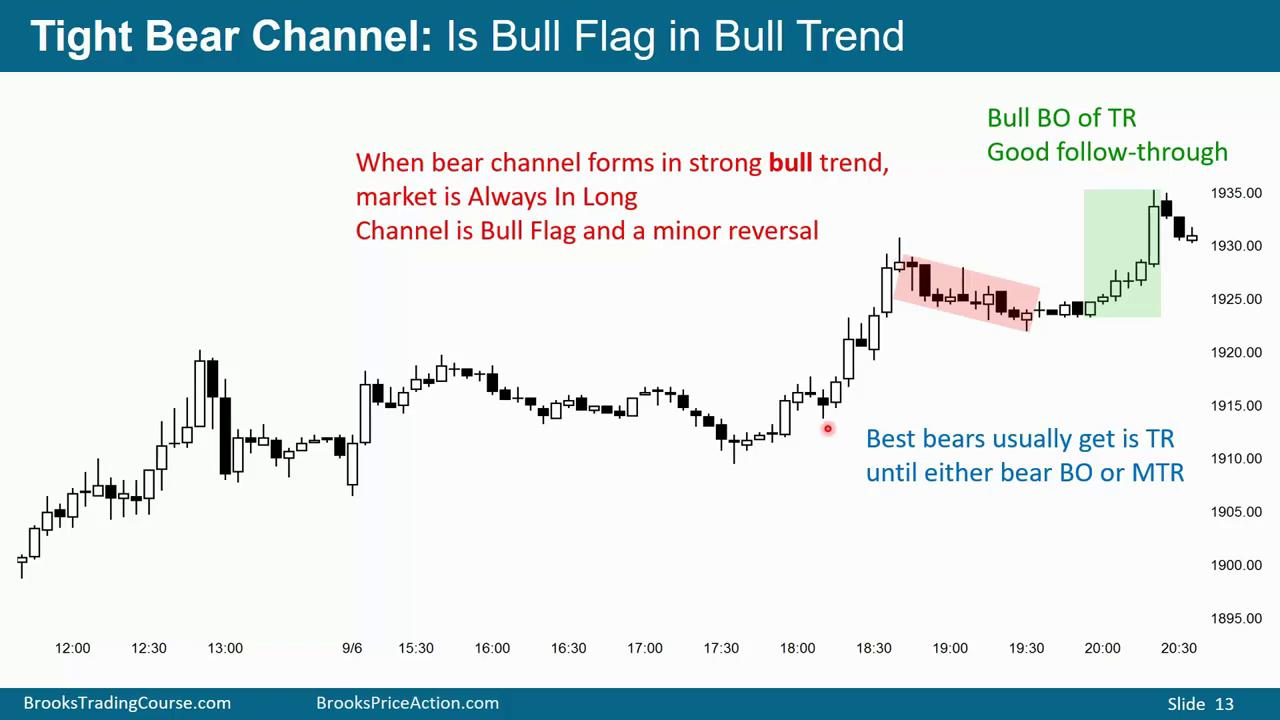 Tight Bear Channel: Is Bull Flag in Bull Trend
Bull BO of TR
Good follow-through
When bear channel forms in strong bull trend,
market is Always In Long
Channel is Bull Flag and a minor reversal
1935.00
1930.00
1925.00
1920.00
1915.00
1910.00
1905.00
1900.00
1895.00
Best bears usually get is TR
until either bear BO or MTR
12:00 12:30 13:00 9/6 15:30 16:00 16:30 17:00 17:30 18:00 18:30 19:00 19:30 20:00 20:30
BrooksTradingCourse.com BrooksPriceAction.com Slide 13